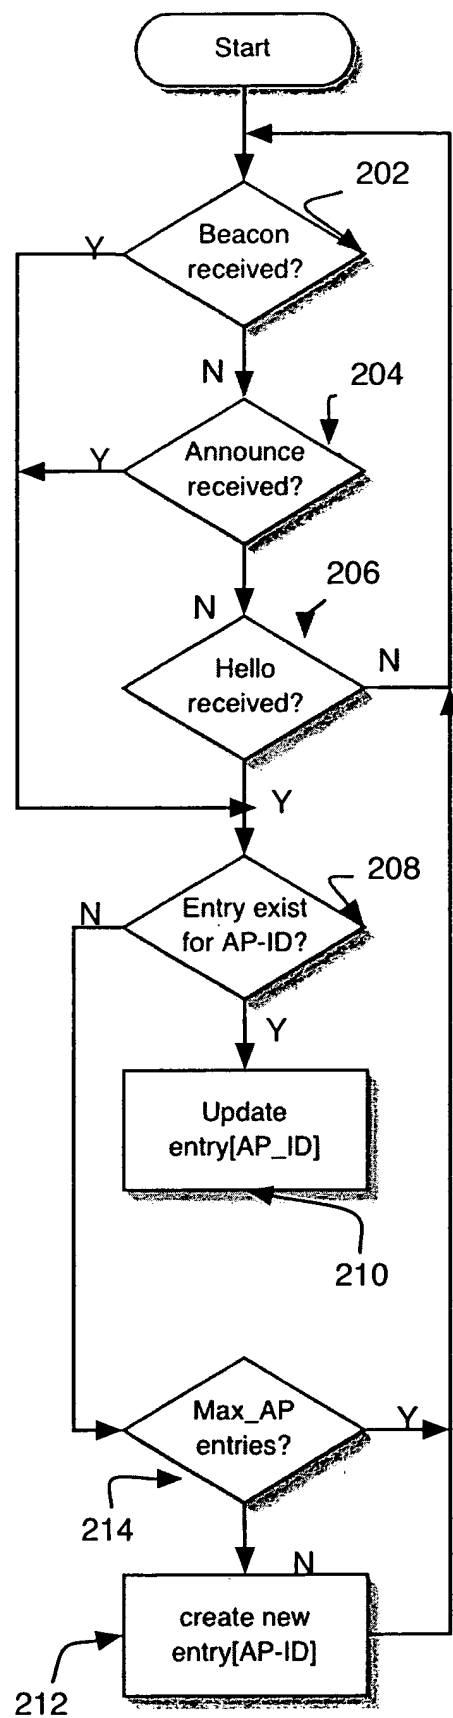 Start
202
Y
Beacon
received?
N
204
Y
Announce
received?
206
N
N
Hello
received?
Y
208
N
Entry exist
for AP-ID?
Y
Update
entry[AP_ID]
210
Max_AP
entries?
Y
214
N
create new
entry[AP-ID]
212